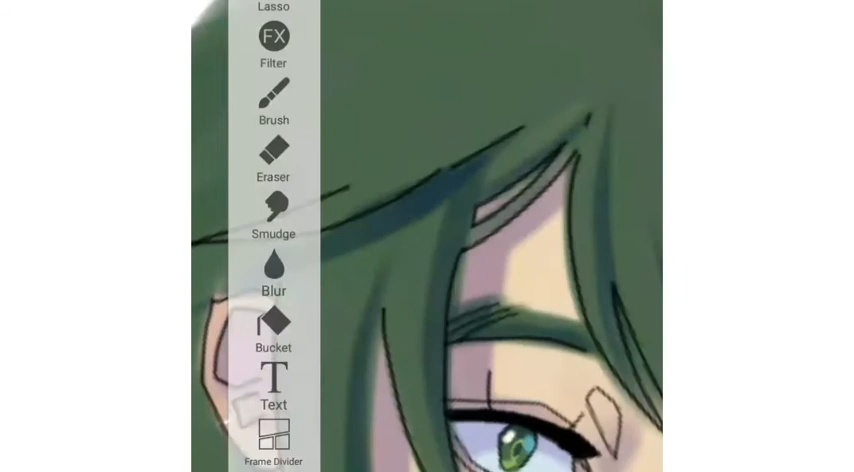 Lasso
FX
Filter
Brush
Eraser
Smudge
Blur
Bucket
T
Text
Frame Divider